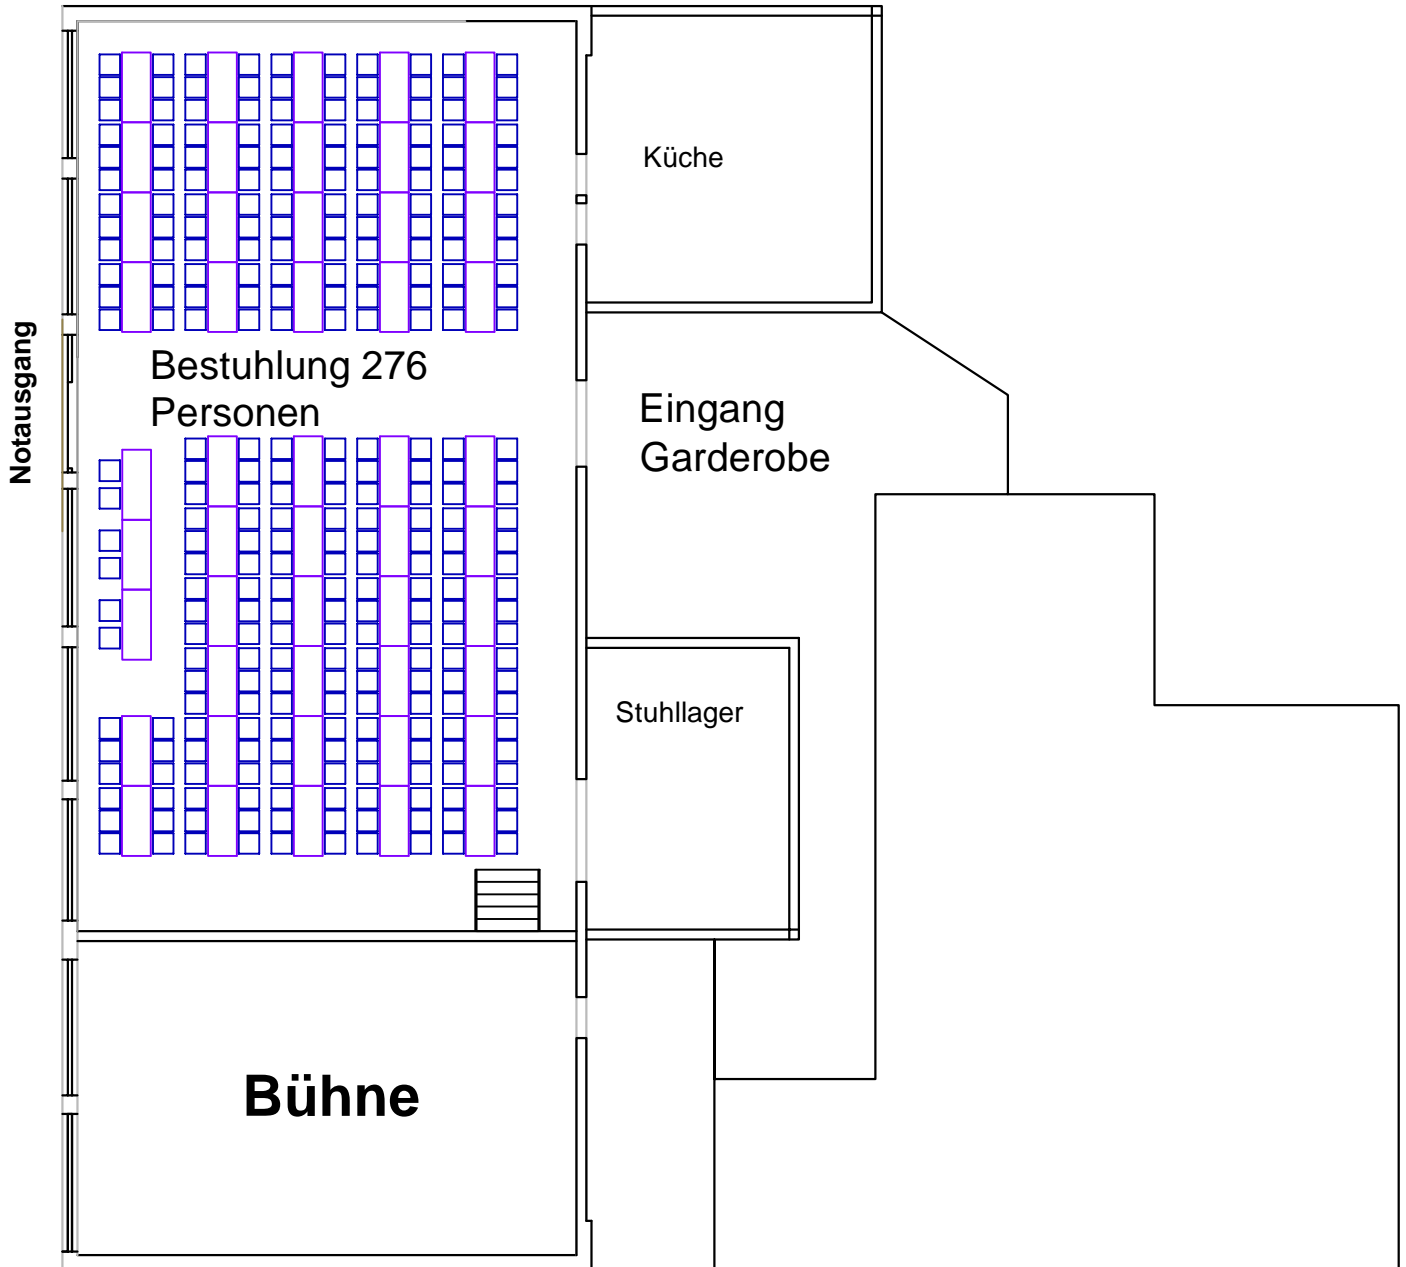 Küche
Notausgang
Bestuhlung 276
Personen
Eingang
Garderobe
Stuhllager
Bühne